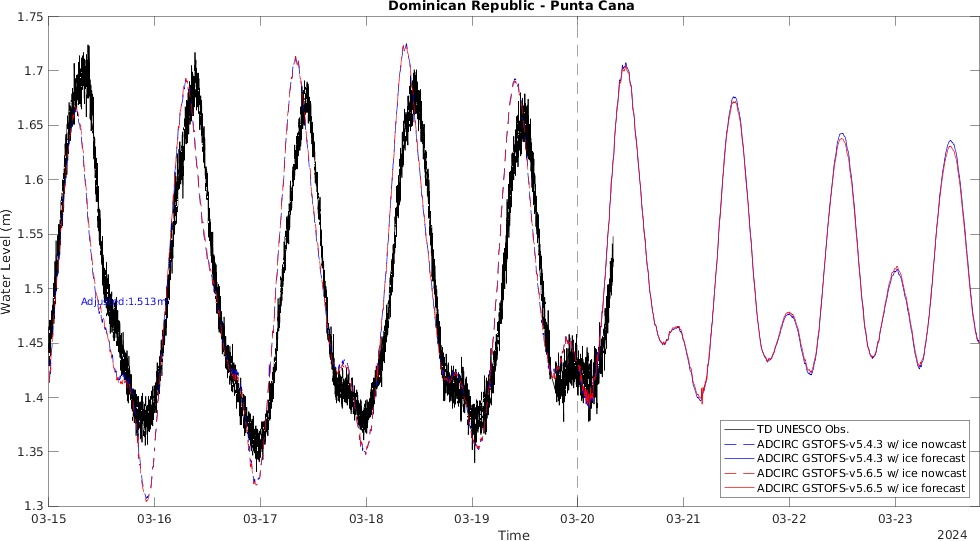 Dominican Republic - Punta Cana
1.75
1.7
1.65
1.6
1.55
1.5
1.45
1.4
1.35
1.3
Water Level (m)
Adjusted:1.513m
TD UNESCO Obs.
ADCIRC GSTOFS-v5.4.3 w/ ice nowcast
ADCIRC GSTOFS-v5.4.3 w/ ice forecast
ADCIRC GSTOFS-v5.6.5 w/ ice nowcast
ADCIRC GSTOFS-v5.6.5 w/ ice forecast
03-15 03-16 03-17 03-18 03-19 03-20 03-21 03-22 03-23
Time
2024